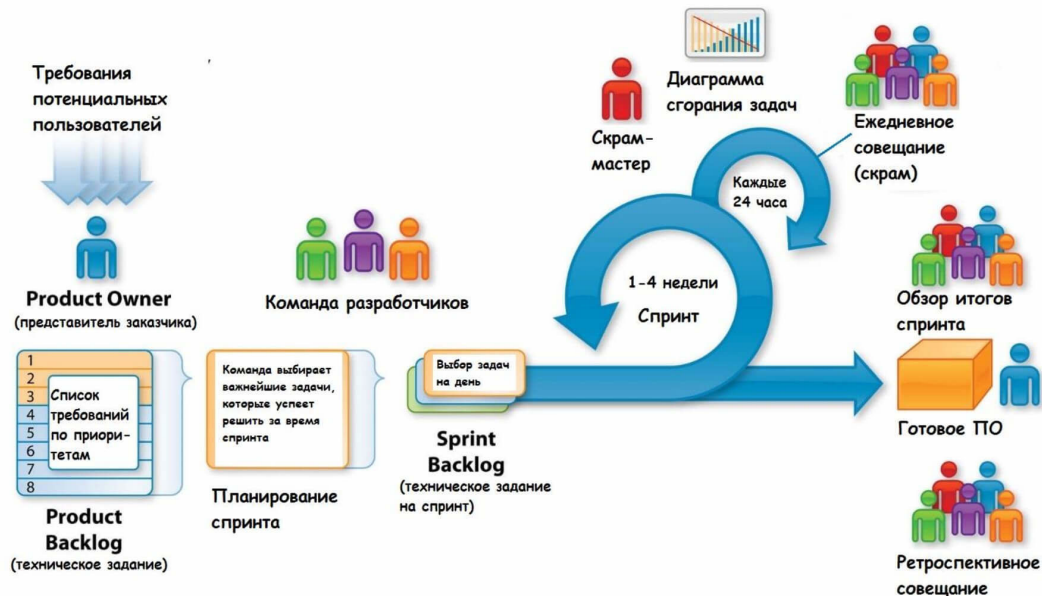 Требования
потенциальных
пользователей
Product Owner
(представитель заказчика)
1
2
3
4
5
6
7
8
Список
требований
по приори-
тетам
Product
Backlog
(техническое задание)
Команда разработчиков
Команда выбирает
важнейшие задачи,
которые успеет
решить за время
спринта
Планирование
спринта
Выбор задач
на день
Sprint
Backlog
(техническое задание
на спринт)
Скрам-
мастер
Диаграмма
сгорания задач
Каждые
24 часа
Ежедневное
совещание
(скрам)
1-4 недели
Спринт
Обзор итогов
спринта
Готовое ПО
Ретроспективное
совещание